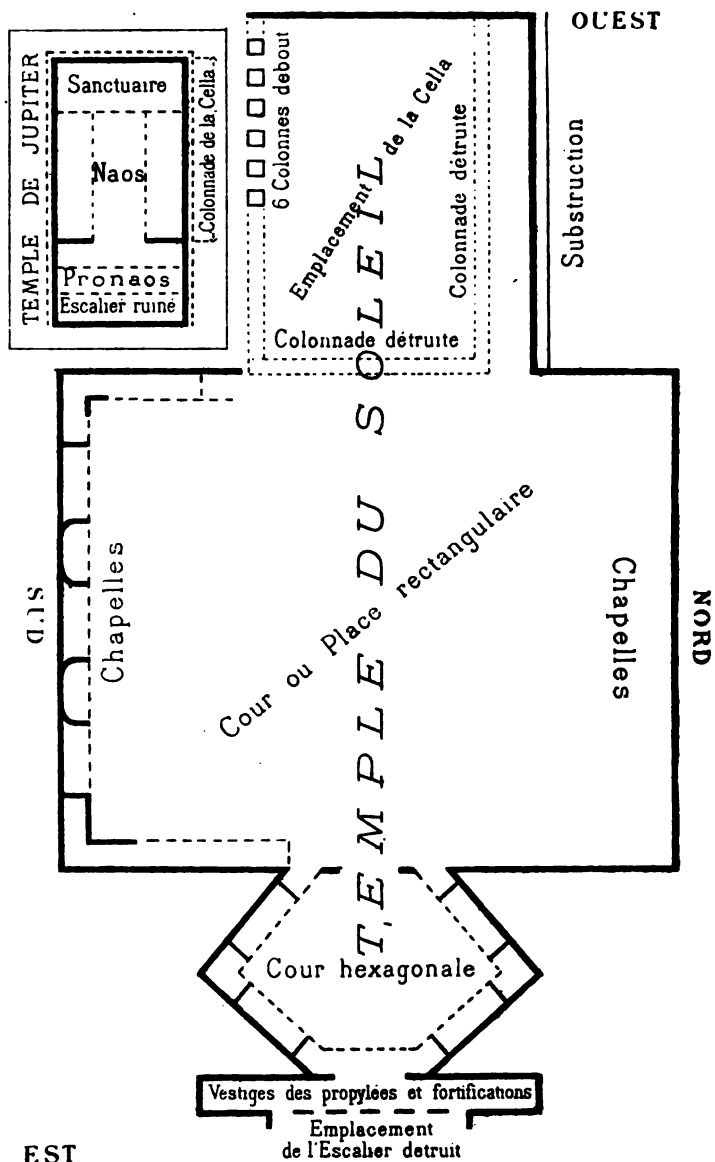 OUEST
TEMPLE DE JUPITER
Sanctuaire
Naos
Pronaos
Escalier ruiné
Colonnade de la Cella
6 Colonnes debout
Emplacement de la Cella
Colonnade détruite
Colonnade détruite
Substruction
TEMPLE DU SOLEIL
SUD
Chapelles
Cour ou Place rectangulaire
Chapelles
NORD
Cour hexagonale
Vestiges des propylées et fortifications
Emplacement
de l'Escalier détruit
EST